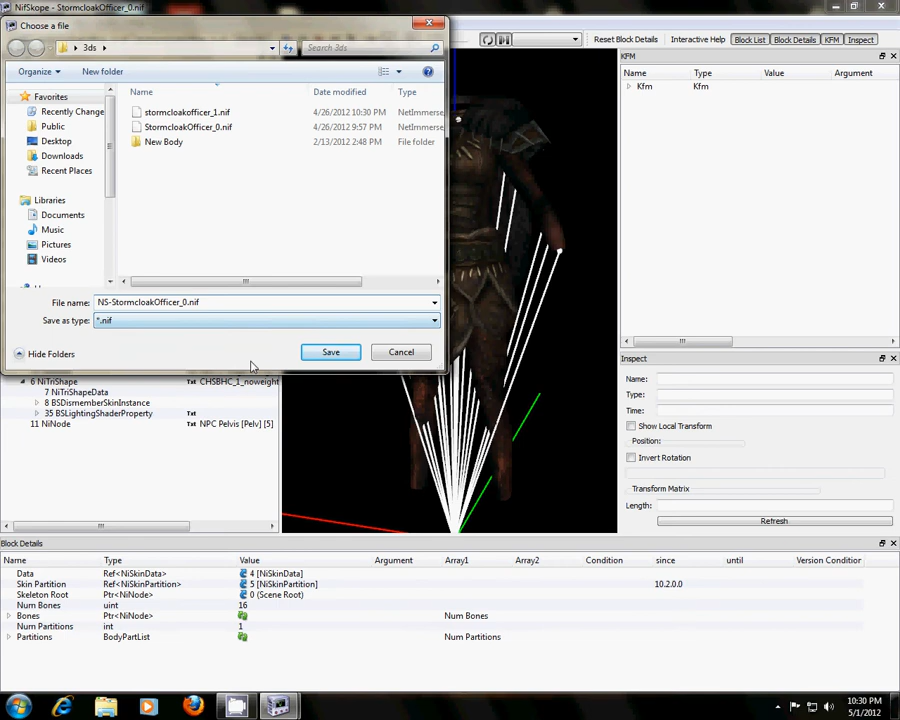 NifSkope - StormcloakOfficer_0.nif
Choose a file
3ds
Search 3ds
Organize
New folder
Reset Block Details
Interactive Help
Block List
Block Details
KFM
Inspect
KFM
Name Type Value Argument
Kfm Kfm
Favorites
Recently Change
Public
Desktop
Downloads
Recent Places
Libraries
Documents
Music
Pictures
Videos
Name Date modified Type
stormcloakofficer_1.nif 4/26/2012 10:30 PM NetImmerse
StormcloakOfficer_0.nif 4/26/2012 9:57 PM NetImmerse
New Body 2/13/2012 2:48 PM File folder
File name: NS-StormcloakOfficer_0.nif
Save as type: *.nif
Hide Folders
Save
Cancel
6 NiTriShape Txt CHSBHC_1_noweight
7 NiTriShapeData
8 BSDismemberSkinInstance
35 BSLightingShaderProperty Txt
11 NiNode Txt NPC Pelvis [Pelv] [5]
Inspect
Name:
Type:
Time:
Show Local Transform
Position:
Invert Rotation
Transform Matrix
Length:
Refresh
Block Details
Name Type Value Argument Array1 Array2 Condition since until Version Condition
Data Ref<NiSkinData> 4 [NiSkinData]
Skin Partition Ref<NiSkinPartition> 5 [NiSkinPartition] 10.2.0.0
Skeleton Root Ptr<NiNode> 0 (Scene Root)
Num Bones uint 16
Bones Ptr<NiNode> Num Bones
Num Partitions int 1
Partitions BodyPartList Num Partitions
10:30 PM
5/1/2012